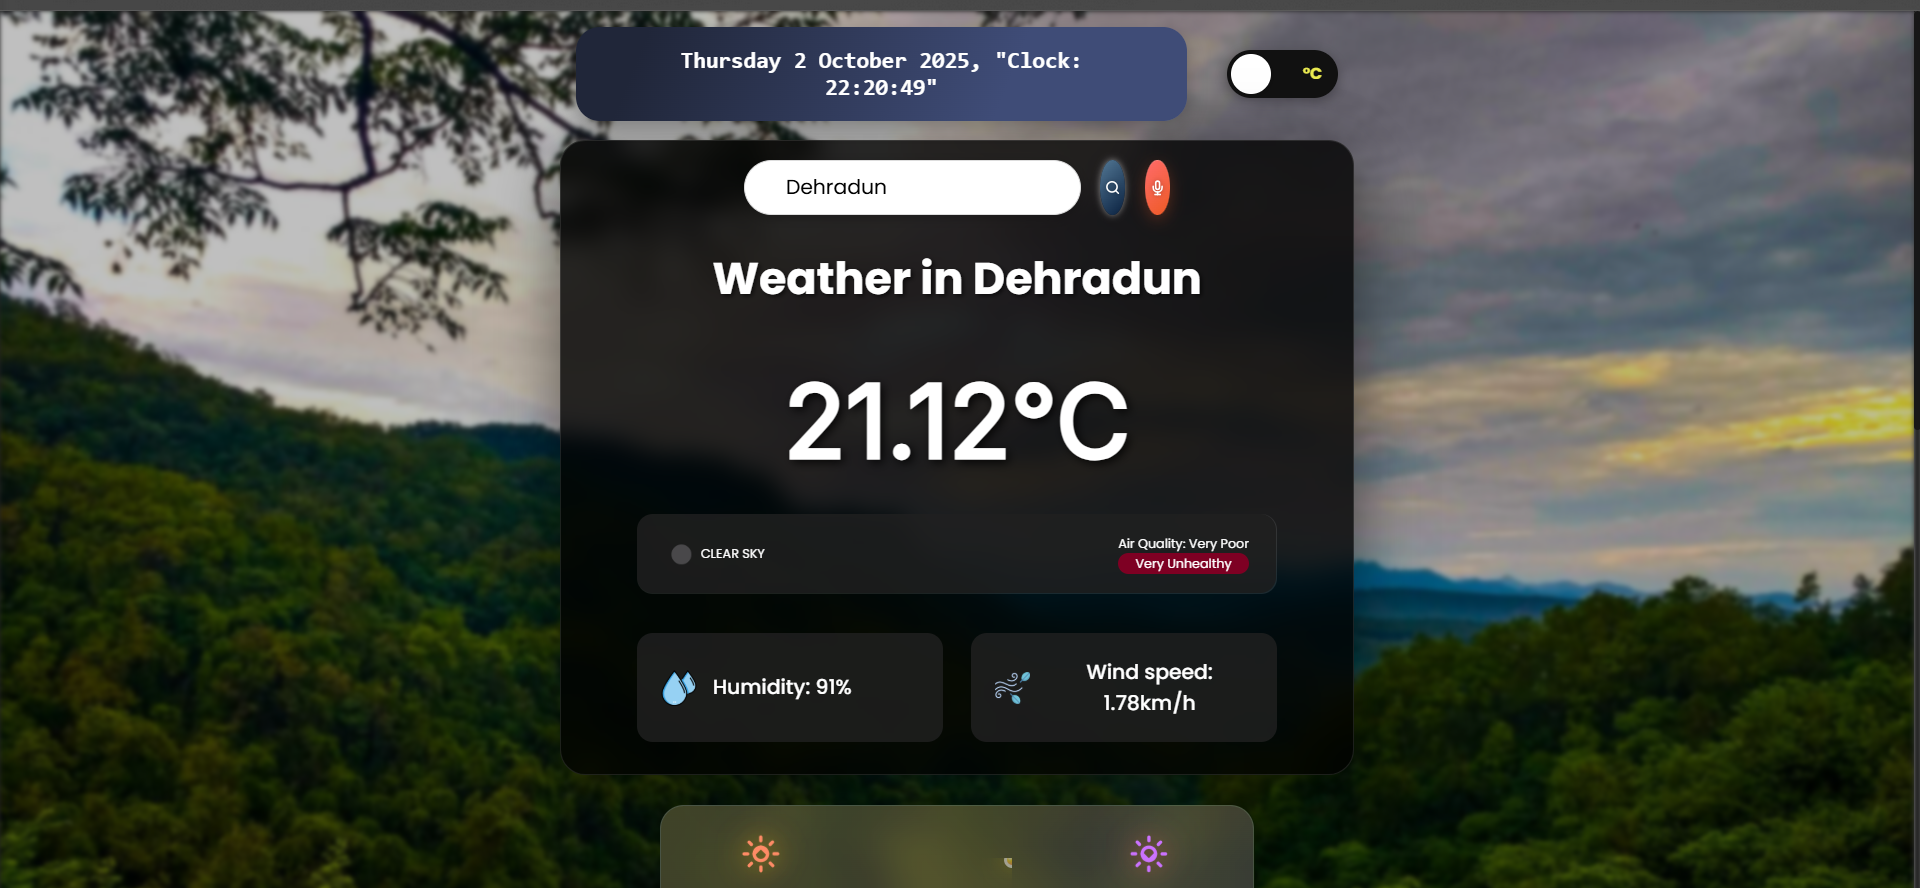 Thursday 2 October 2025, "Clock:
22:20:49"
°C
Dehradun
Weather in Dehradun
21.12°C
CLEAR SKY
Air Quality: Very Poor
Very Unhealthy
Humidity: 91%
Wind speed:
1.78km/h